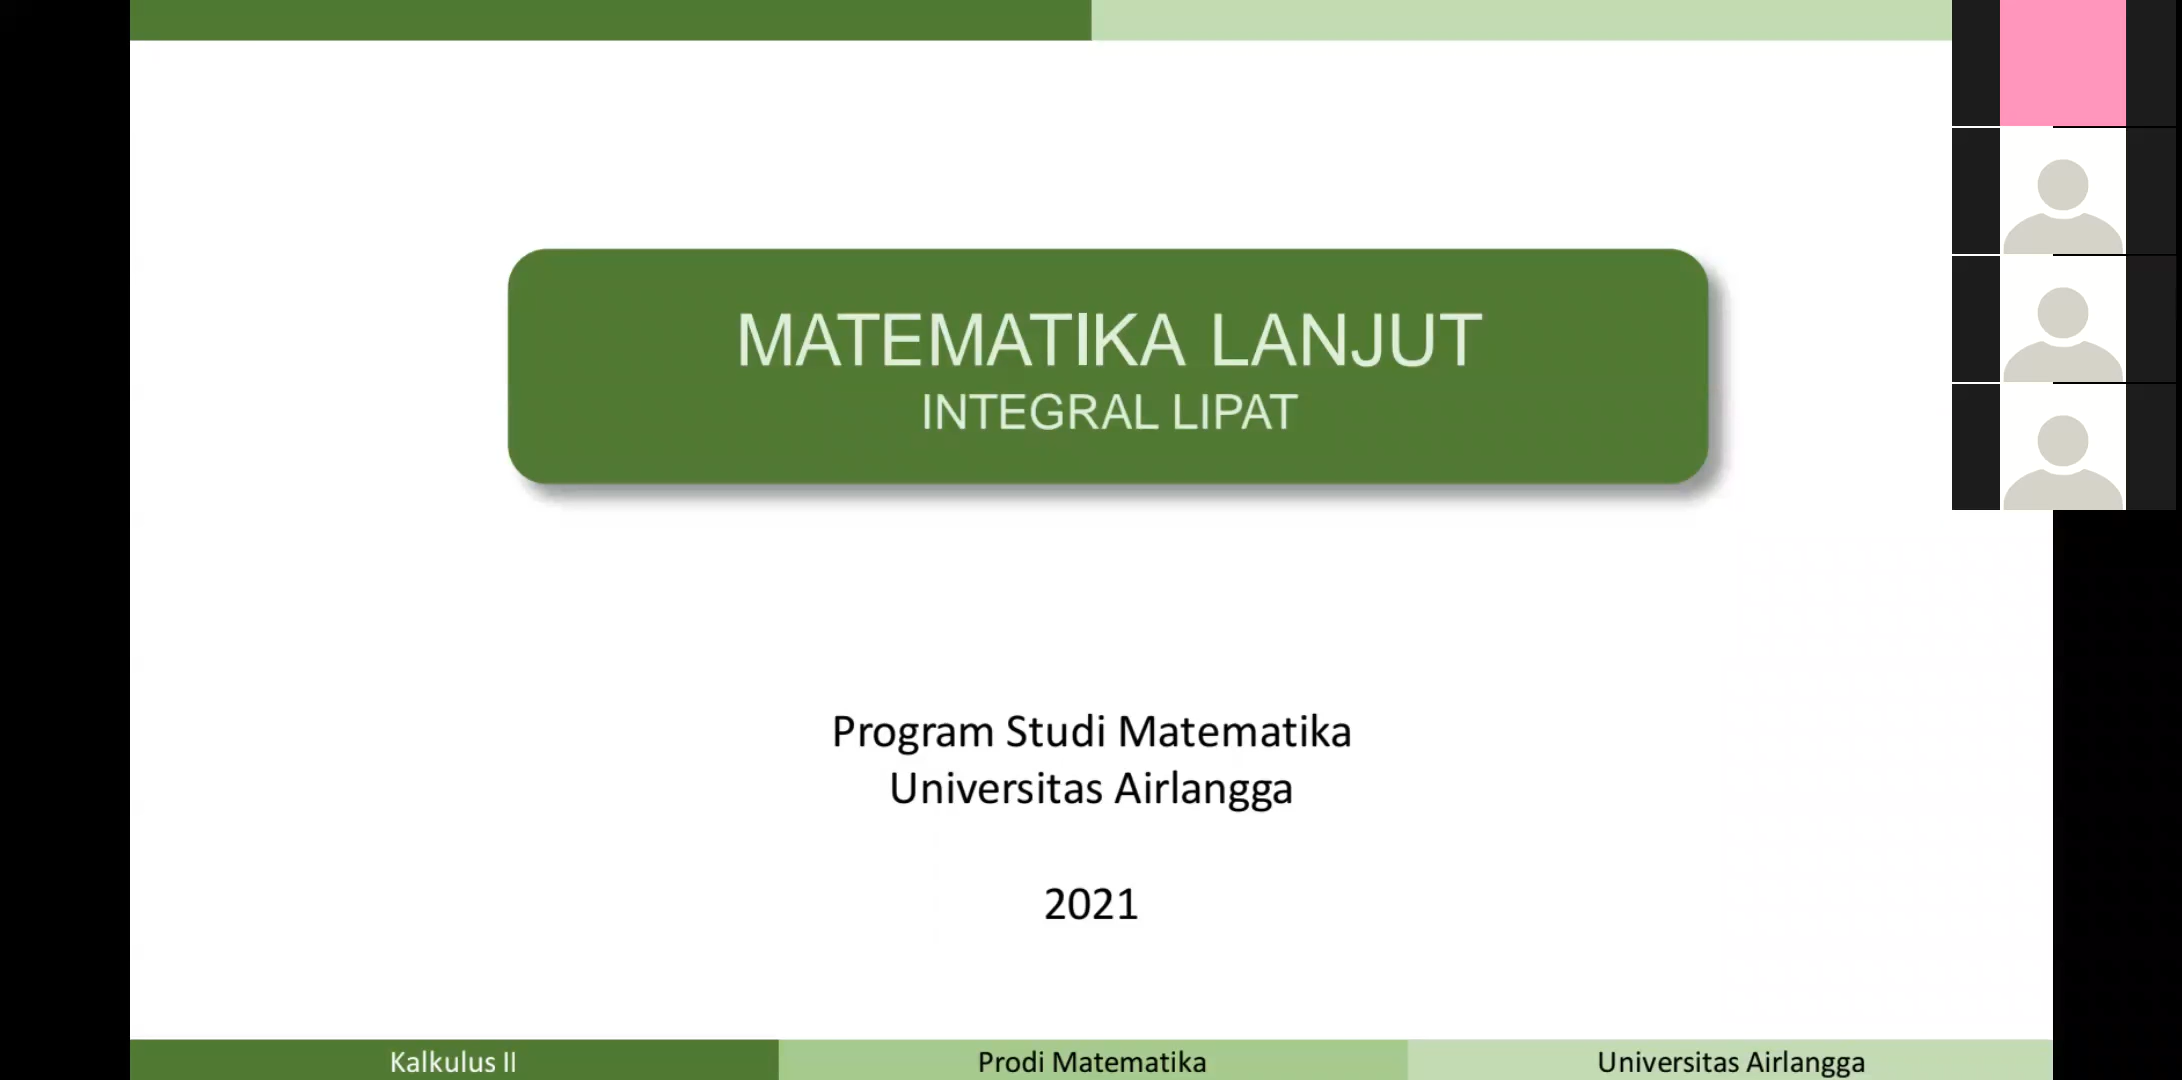 MATEMATIKA LANJUT
INTEGRAL LIPAT
Program Studi Matematika
Universitas Airlangga
2021
Kalkulus II
Prodi Matematika
Universitas Airlangga